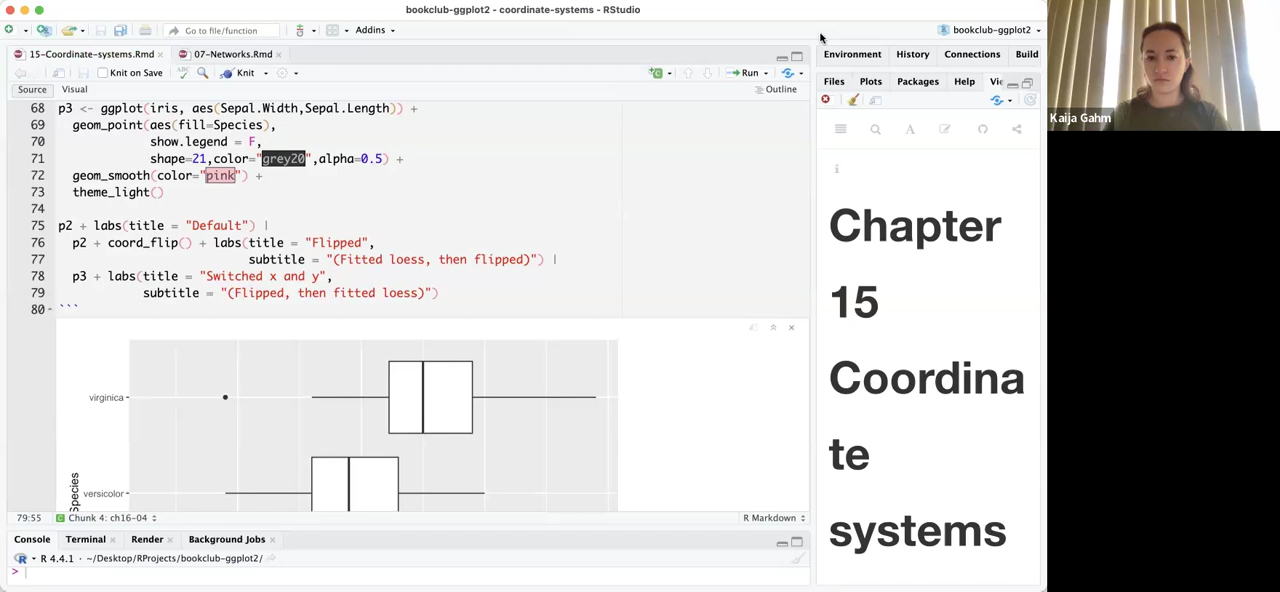 bookclub-ggplot2 - coordinate-systems - RStudio
Go to file/function
Addins
bookclub-ggplot2
15-Coordinate-systems.Rmd
07-Networks.Rmd
Knit on Save
Knit
Run
Source
Visual
Outline
68 p3 <- ggplot(iris, aes(Sepal.Width,Sepal.Length)) +
69 geom_point(aes(fill=Species),
70 show.legend = F,
71 shape=21,color="grey20",alpha=0.5) +
72 geom_smooth(color="pink") +
73 theme_light()
74
75 p2 + labs(title = "Default") |
76 p2 + coord_flip() + labs(title = "Flipped",
77 subtitle = "(Fitted loess, then flipped)") |
78 p3 + labs(title = "Switched x and y",
79 subtitle = "(Flipped, then fitted loess)")
80 ```
virginica
versicolor
Species
79:55
Chunk 4: ch16-04
R Markdown
Console
Terminal
Render
Background Jobs
R 4.4.1 · ~/Desktop/RProjects/bookclub-ggplot2/
>
Environment
History
Connections
Build
Files
Plots
Packages
Help
Vie
Chapter
15
Coordina
te
systems
Kaija Gahm